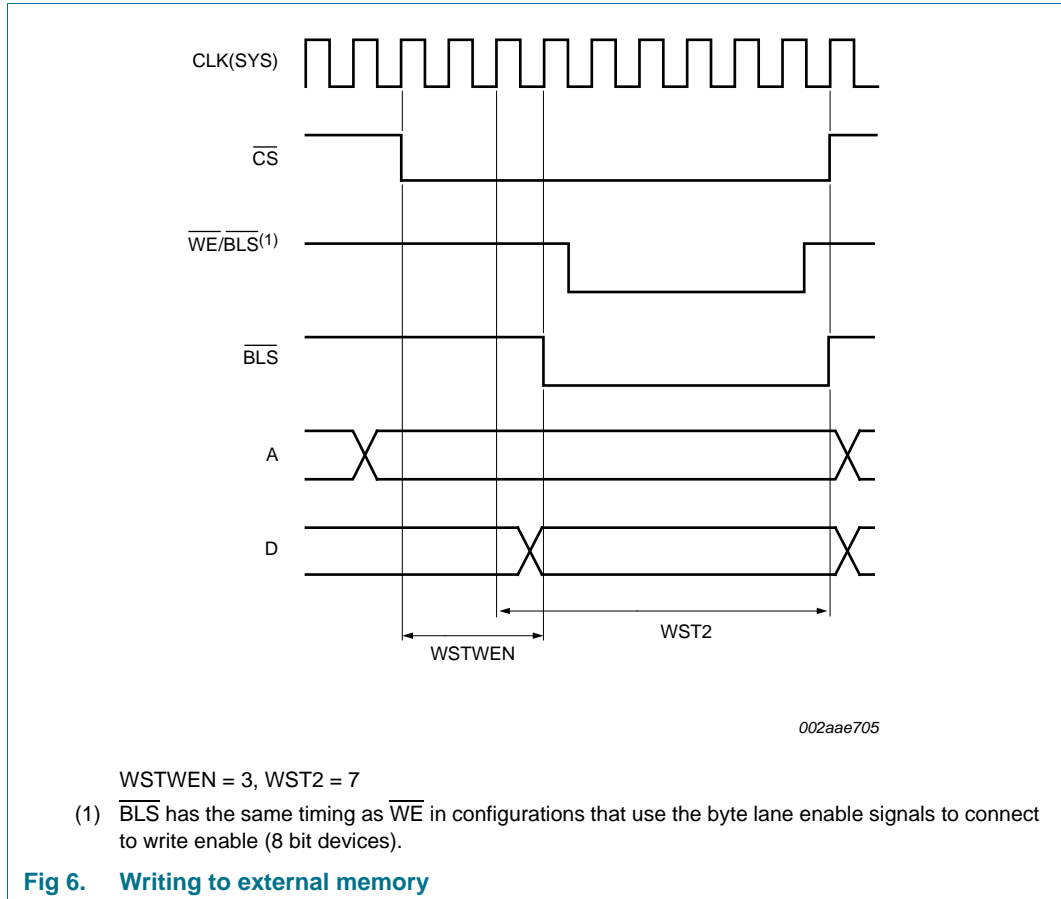 CLK(SYS)
CS
WE/BLS(1)
BLS
A
D
WST2
WSTWEN
002aae705
WSTWEN = 3, WST2 = 7
(1) BLS has the same timing as WE in configurations that use the byte lane enable signals to connect
to write enable (8 bit devices).
Fig 6. Writing to external memory